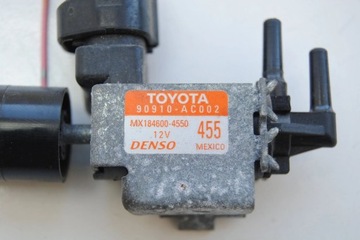 TOYOTA
90910-AC002
MX184600-4550
12V 455
DENSO MEXICO